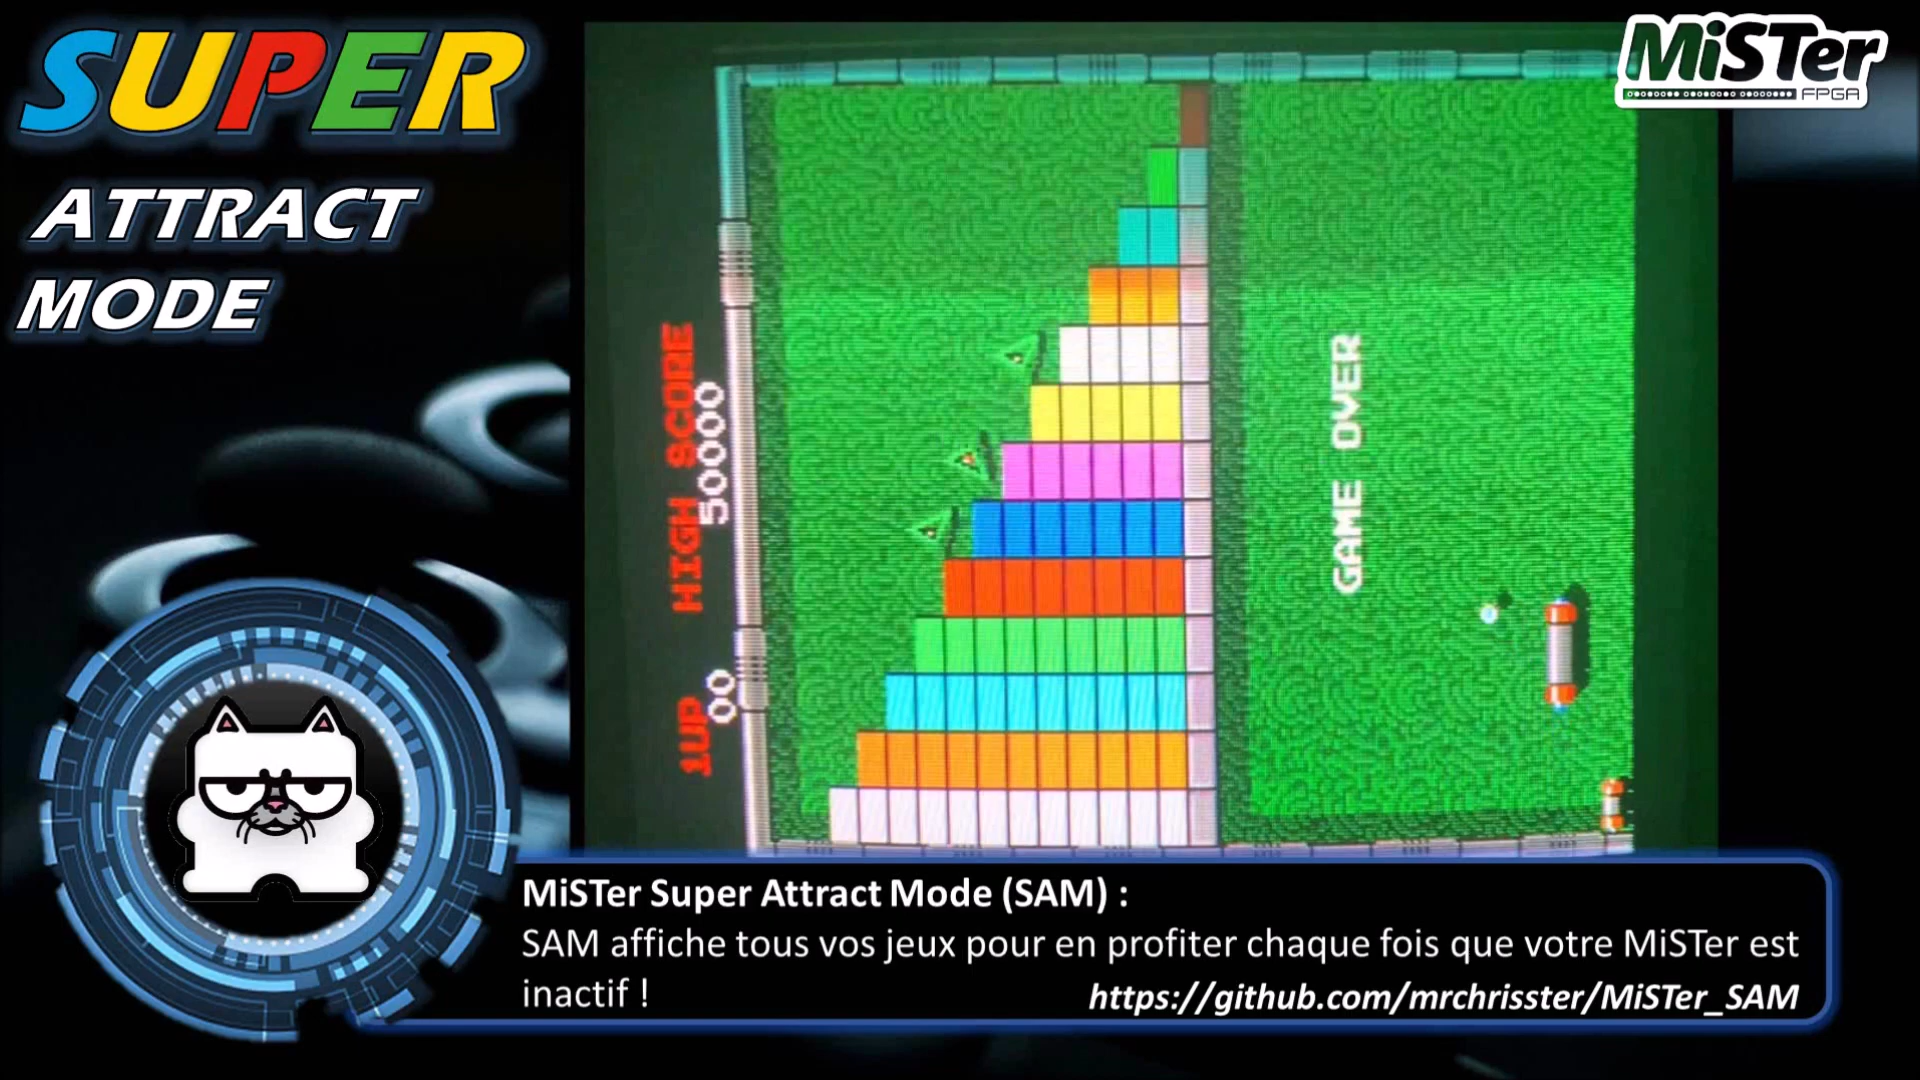 SUPER
ATTRACT
MODE
MiSTer
FPGA
1UP HIGH SCORE
00 50000
GAME OVER
MiSTer Super Attract Mode (SAM) :
SAM affiche tous vos jeux pour en profiter chaque fois que votre MiSTer est
inactif !
https://github.com/mrchrisster/MiSTer_SAM